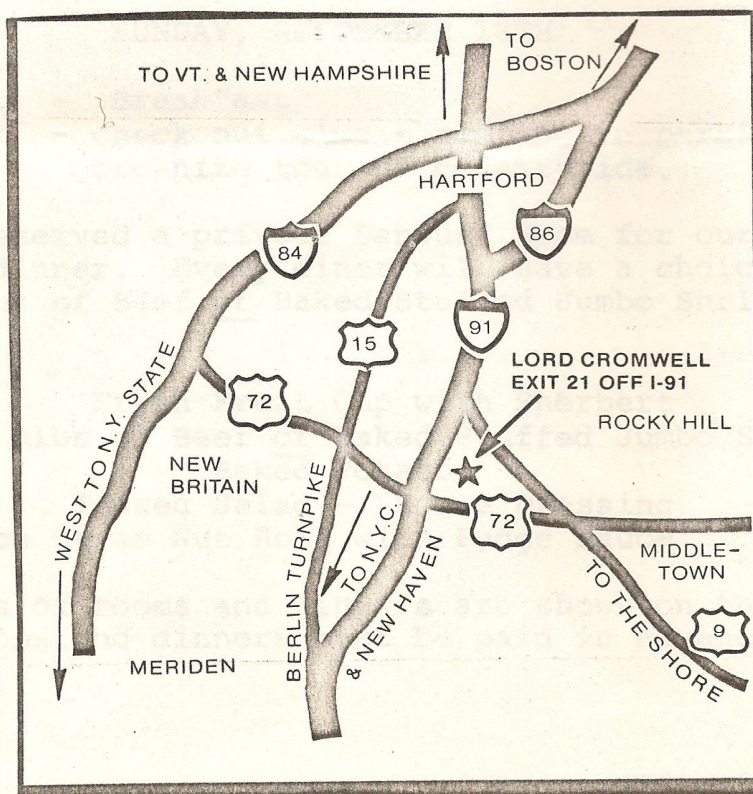 TO VT. & NEW HAMPSHIRE
TO
BOSTON
HARTFORD
84
86
15
91
LORD CROMWELL
EXIT 21 OFF I-91
ROCKY HILL
72
NEW
BRITAIN
WEST TO N.Y. STATE
BERLIN TURNPIKE
TO N.Y.C.
& NEW HAVEN
72
MIDDLE-
TOWN
TO THE SHORE
9
MERIDEN